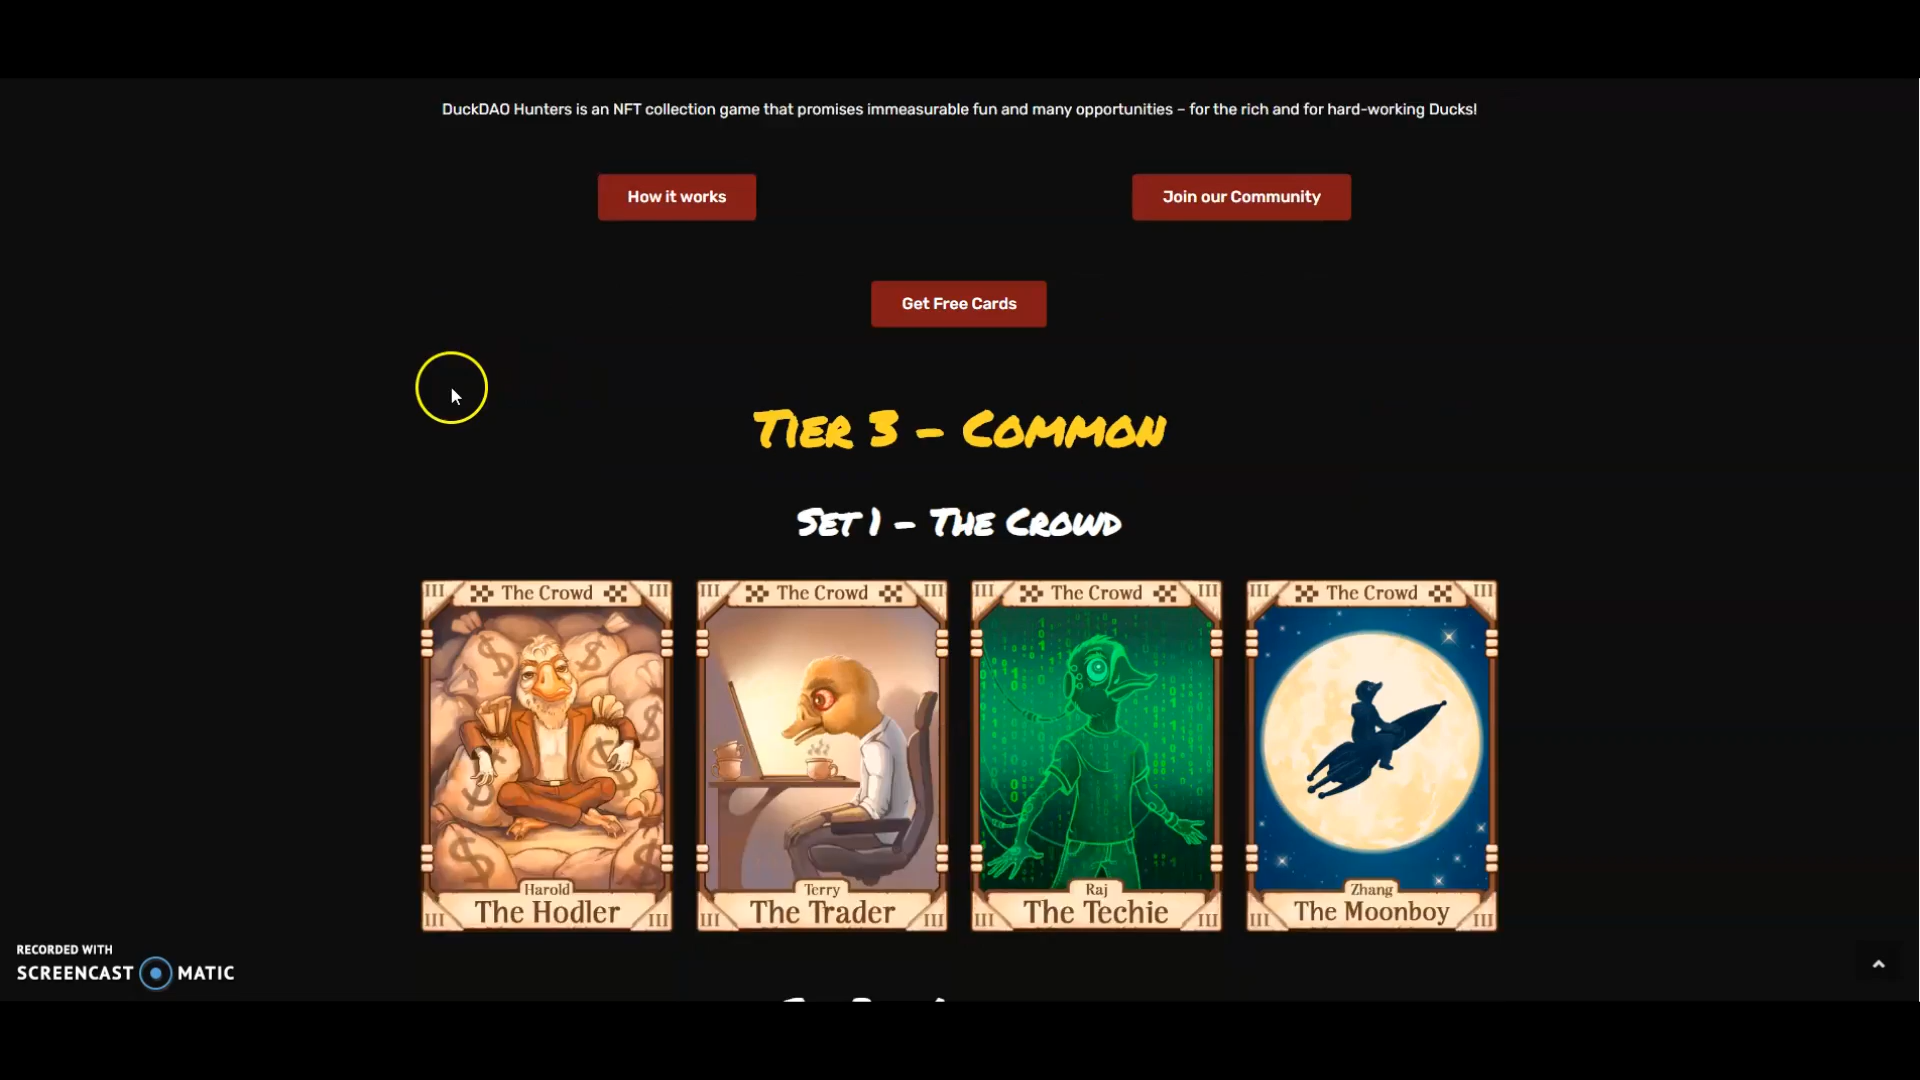 DuckDAO Hunters is an NFT collection game that promises immeasurable fun and many opportunities – for the rich and for hard-working Ducks!
How it works
Join our Community
Get Free Cards
Tier 3 – Common
Set 1 – The Crowd
III The Crowd III
III The Crowd III
III The Crowd III
III The Crowd III
Harold
Terry
Raj
Zhang
III The Hodler III
III The Trader III
III The Techie III
III The Moonboy III
RECORDED WITH
SCREENCAST MATIC